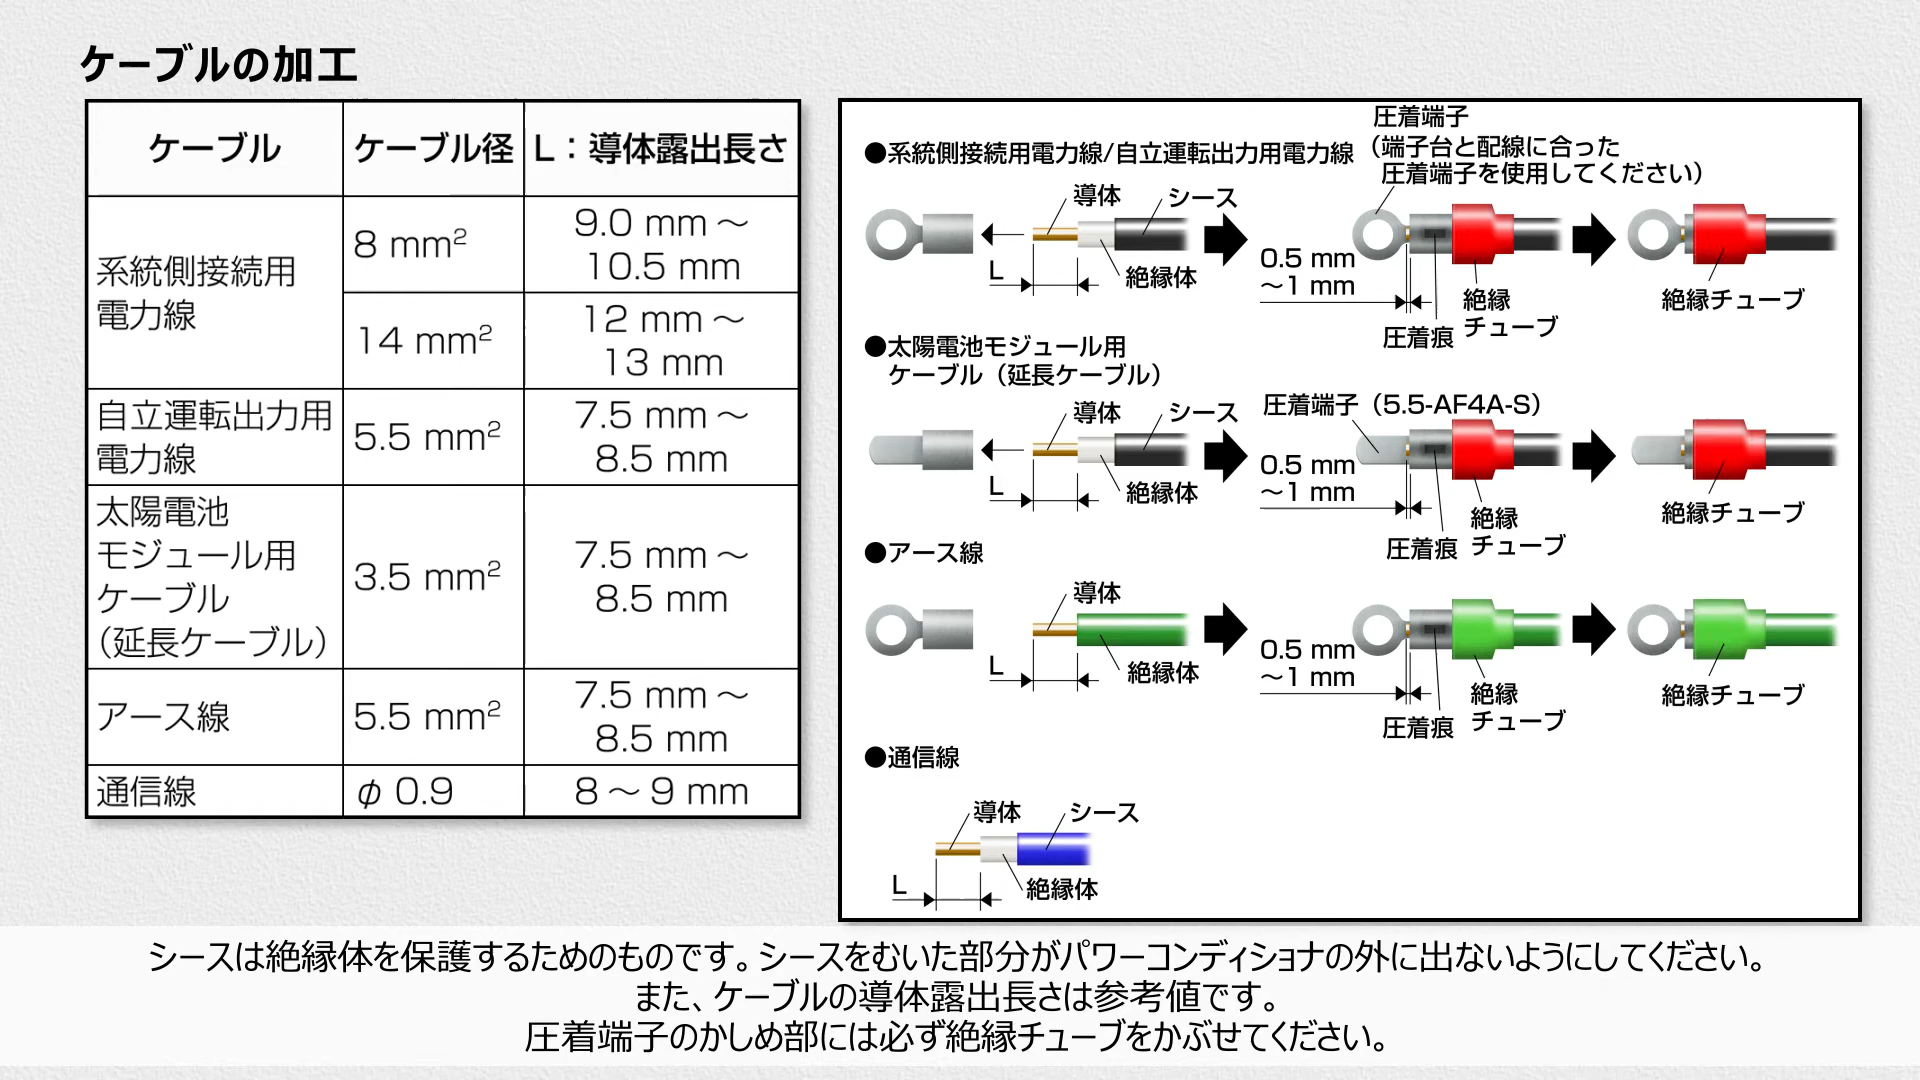 ケーブルの加工
ケーブル
ケーブル径
L：導体露出長さ
系統側接続用
電力線
8 mm²
9.0 mm～
10.5 mm
14 mm²
12 mm～
13 mm
自立運転出力用
電力線
5.5 mm²
7.5 mm～
8.5 mm
太陽電池
モジュール用
ケーブル
（延長ケーブル）
3.5 mm²
7.5 mm～
8.5 mm
アース線
5.5 mm²
7.5 mm～
8.5 mm
通信線
φ 0.9
8～9 mm
●系統側接続用電力線/自立運転出力用電力線
圧着端子
（端子台と配線に合った
圧着端子を使用してください）
導体
シース
L
絶縁体
0.5 mm
～1 mm
圧着痕
絶縁
チューブ
絶縁チューブ
●太陽電池モジュール用
ケーブル（延長ケーブル）
導体
シース
L
絶縁体
圧着端子（5.5-AF4A-S）
0.5 mm
～1 mm
圧着痕
絶縁
チューブ
絶縁チューブ
●アース線
導体
L
絶縁体
0.5 mm
～1 mm
圧着痕
絶縁
チューブ
絶縁チューブ
●通信線
導体
シース
L
絶縁体
シースは絶縁体を保護するためのものです。シースをむいた部分がパワーコンディショナの外に出ないようにしてください。
また、ケーブルの導体露出長さは参考値です。
圧着端子のかしめ部には必ず絶縁チューブをかぶせてください。